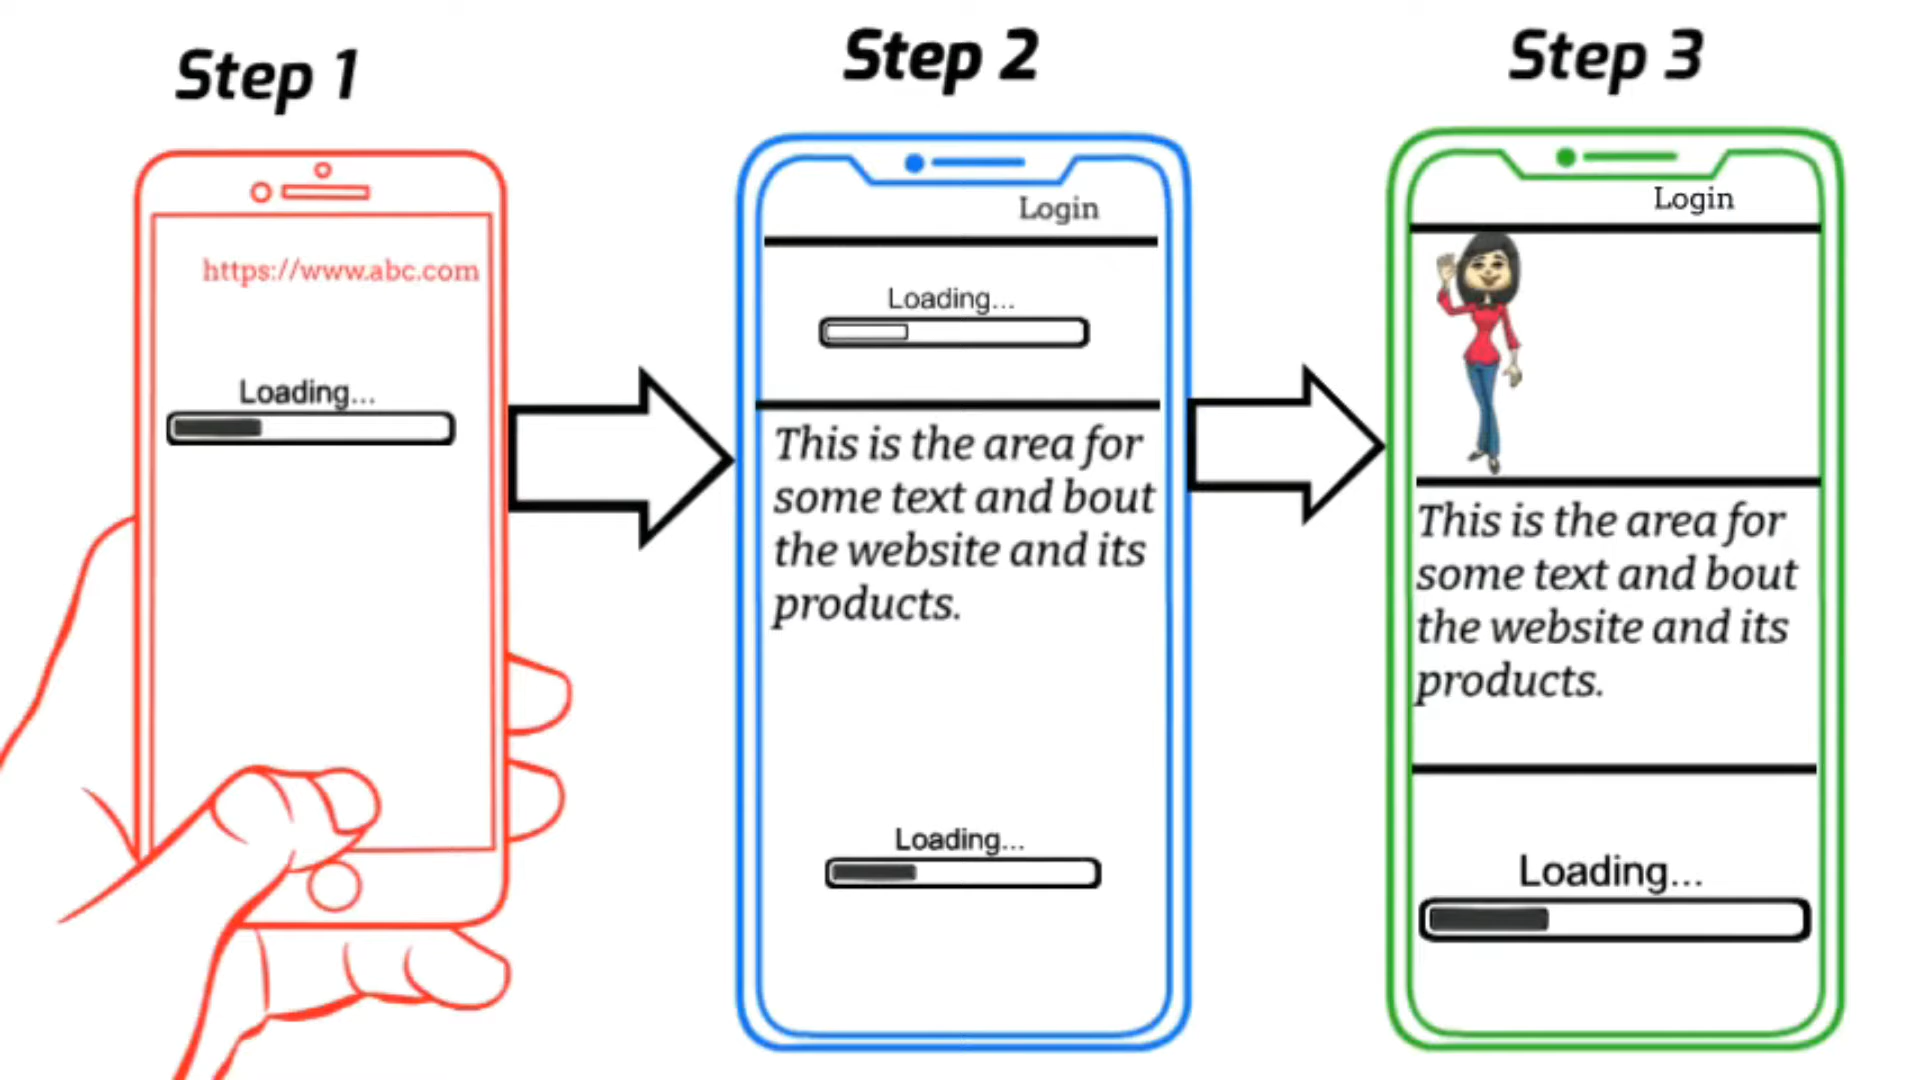 Step 1
https://www.abc.com
Loading...
Step 2
Login
Loading...
This is the area for
some text and bout
the website and its
products.
Loading...
Step 3
Login
This is the area for
some text and bout
the website and its
products.
Loading...